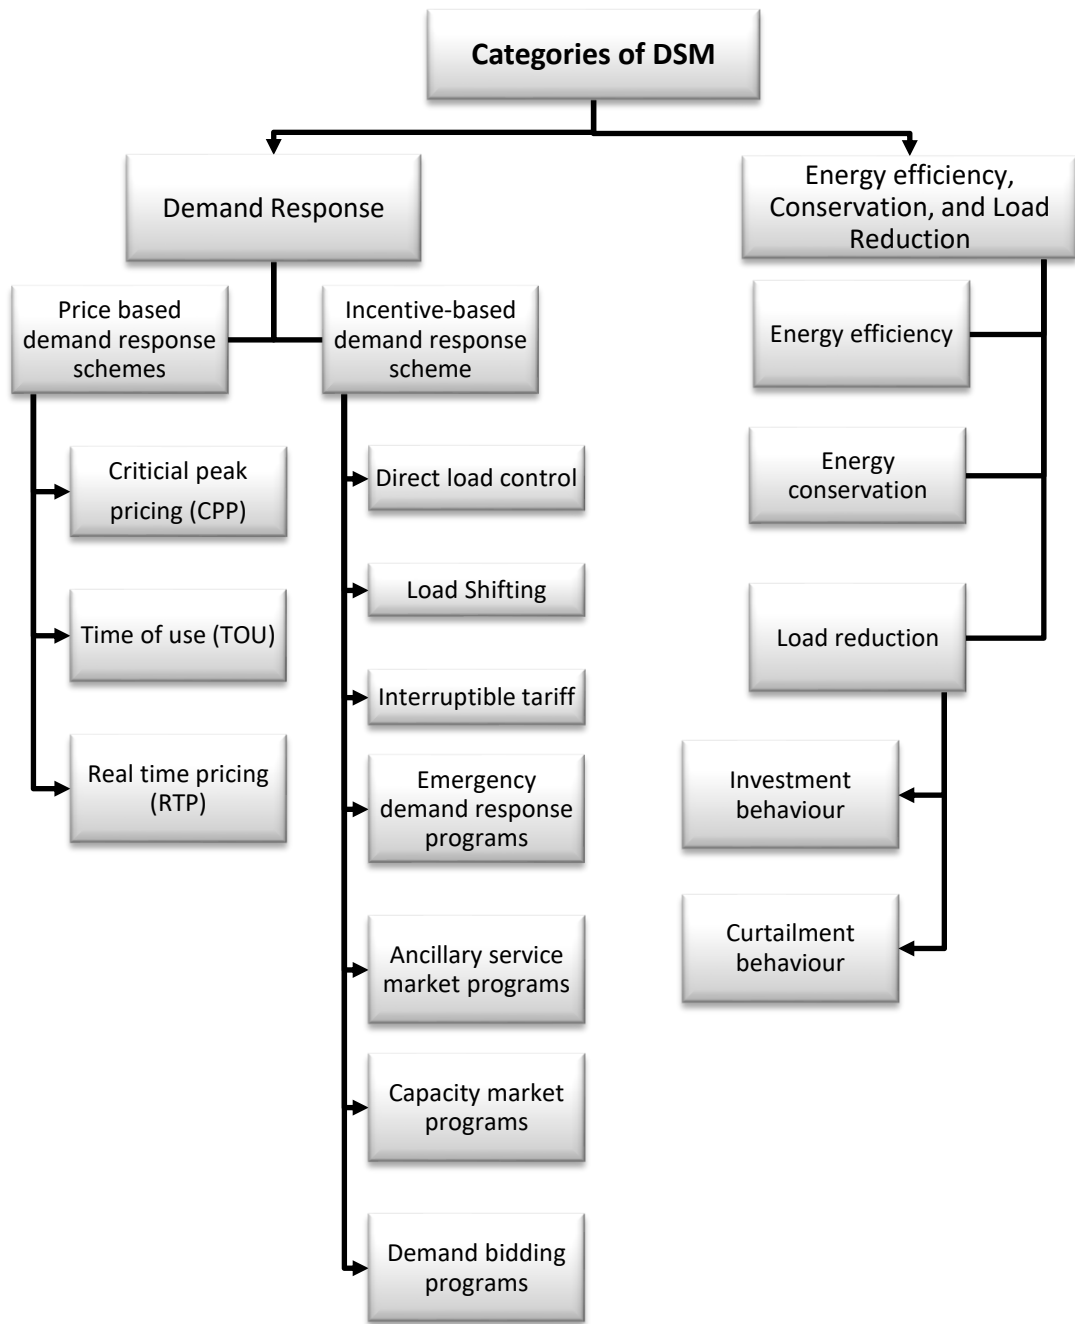 Categories of DSM
Demand Response
Energy efficiency,
Conservation, and Load
Reduction
Price based
demand response
schemes
Incentive-based
demand response
scheme
Energy efficiency
Criticial peak
pricing (CPP)
Direct load control
Energy
conservation
Load Shifting
Time of use (TOU)
Load reduction
Interruptible tariff
Real time pricing
(RTP)
Emergency
demand response
programs
Investment
behaviour
Ancillary service
market programs
Curtailment
behaviour
Capacity market
programs
Demand bidding
programs